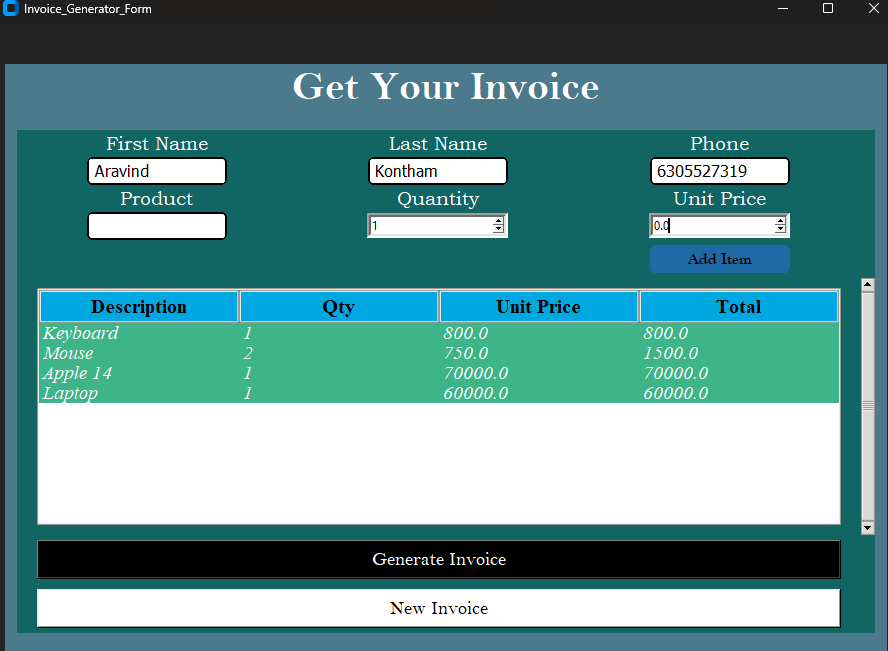 Invoice_Generator_Form
Get Your Invoice
First Name Last Name Phone
Aravind Kontham 6305527319
Product Quantity Unit Price
1 0.0
Add Item
Description Qty Unit Price Total
Keyboard 1 800.0 800.0
Mouse 2 750.0 1500.0
Apple 14 1 70000.0 70000.0
Laptop 1 60000.0 60000.0
Generate Invoice
New Invoice